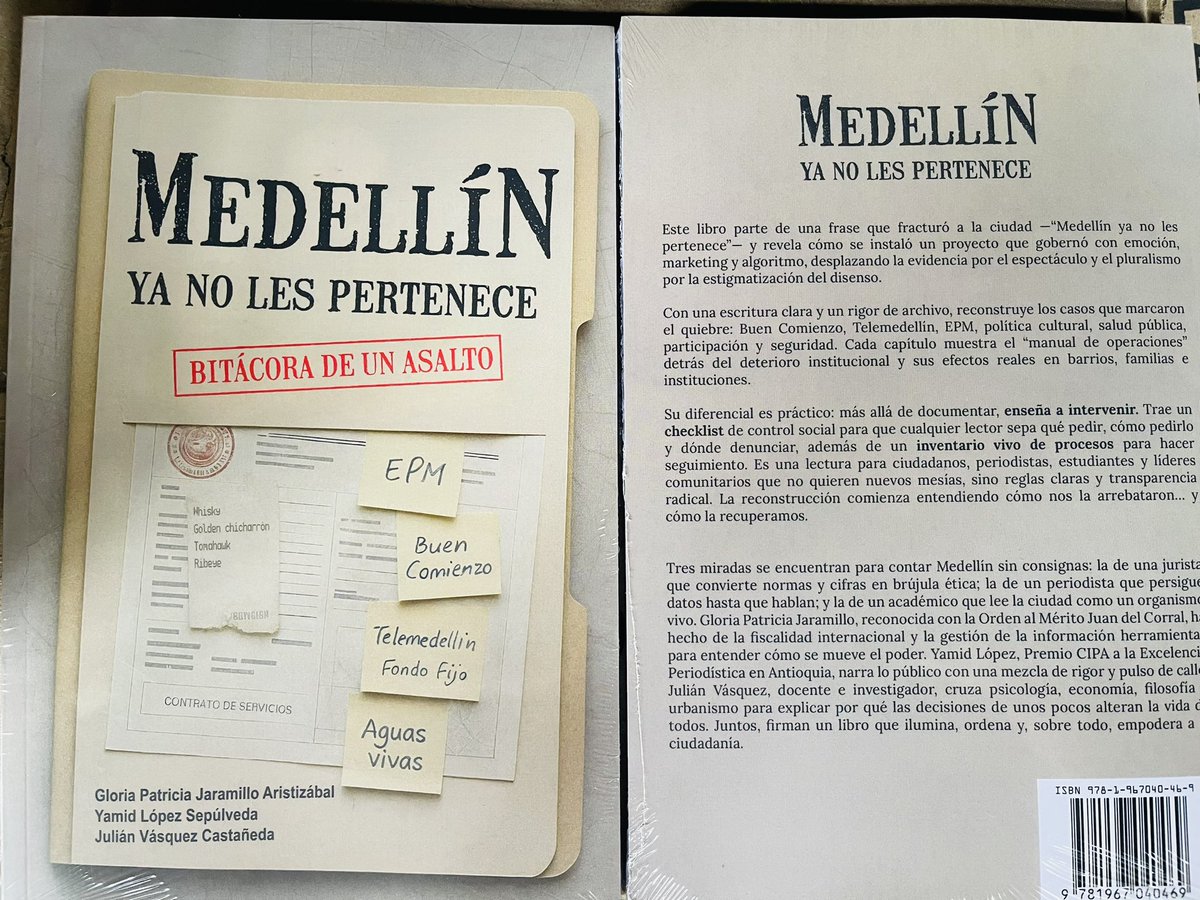 MEDELLÍN
YA NO LES PERTENECE
BITÁCORA DE UN ASALTO
EPM
Whisky
Golden chicharrón
Tomahawk
Ribeye
Buen
Comienzo
Telemedellin
Fondo Fijo
CONTRATO DE SERVICIOS
Aguas
vivas
Gloria Patricia Jaramillo Aristizábal
Yamid López Sepúlveda
Julián Vásquez Castañeda
MEDELLÍN
YA NO LES PERTENECE
Este libro parte de una frase que fracturó a la ciudad —“Medellín ya no les
pertenece”— y revela cómo se instaló un proyecto que gobernó con emoción,
marketing y algoritmo, desplazando la evidencia por el espectáculo y el pluralismo
por la estigmatización del disenso.
Con una escritura clara y un rigor de archivo, reconstruye los casos que marcaron
el quiebre: Buen Comienzo, Telemedellín, EPM, política cultural, salud pública,
participación y seguridad. Cada capítulo muestra el “manual de operaciones”
detrás del deterioro institucional y sus efectos reales en barrios, familias e
instituciones.
Su diferencial es práctico: más allá de documentar, enseña a intervenir. Trae un
checklist de control social para que cualquier lector sepa qué pedir, cómo pedirlo
y dónde denunciar, además de un inventario vivo de procesos para hacer
seguimiento. Es una lectura para ciudadanos, periodistas, estudiantes y líderes
comunitarios que no quieren nuevos mesías, sino reglas claras y transparencia
radical. La reconstrucción comienza entendiendo cómo nos la arrebataron... y
cómo la recuperamos.
Tres miradas se encuentran para contar Medellín sin consignas: la de una jurista
que convierte normas y cifras en brújula ética; la de un periodista que persigue
datos hasta que hablan; y la de un académico que lee la ciudad como un organismo
vivo. Gloria Patricia Jaramillo, reconocida con la Orden al Mérito Juan del Corral, ha
hecho de la fiscalidad internacional y la gestión de la información herramienta
para entender cómo se mueve el poder. Yamid López, Premio CIPA a la Excelenci
Periodística en Antioquia, narra lo público con una mezcla de rigor y pulso de calle
Julián Vásquez, docente e investigador, cruza psicología, economía, filosofía
urbanismo para explicar por qué las decisiones de unos pocos alteran la vida d
todos. Juntos, firman un libro que ilumina, ordena y, sobre todo, empodera a
ciudadanía.
ISBN 978-1-967040-46-9
9 781967 040469